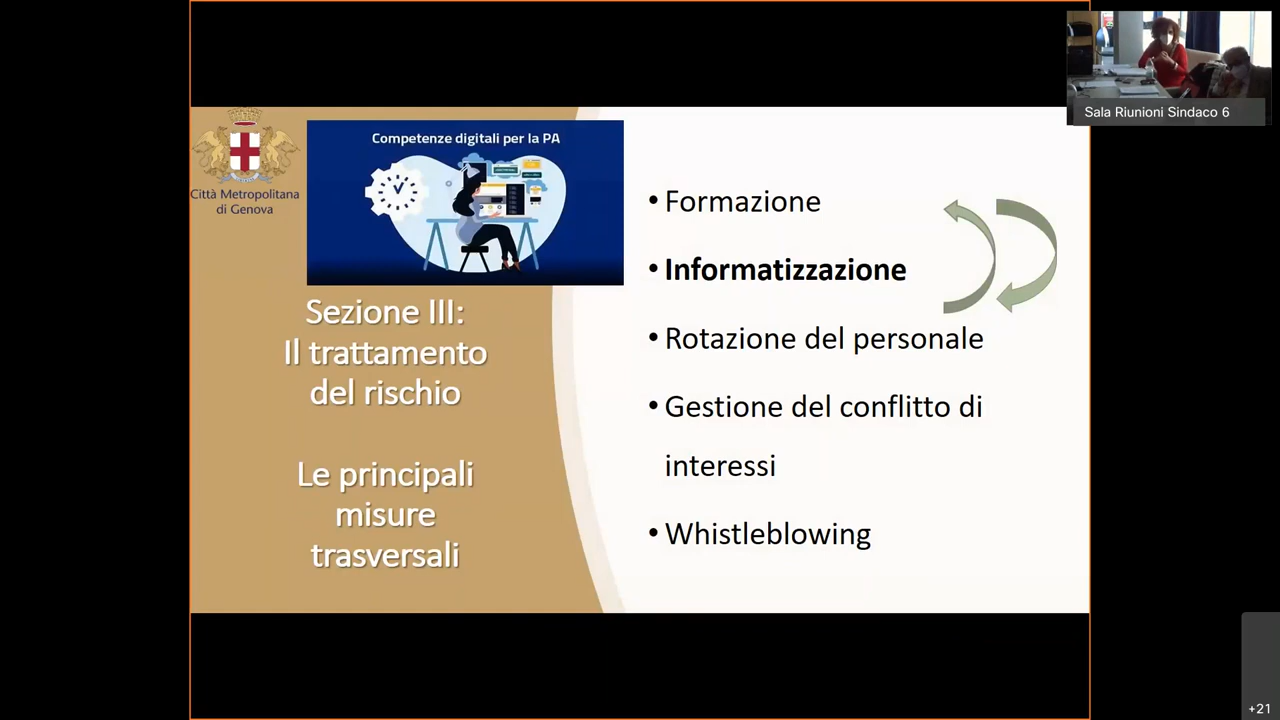 Sala Riunioni Sindaco 6
Città Metropolitana
di Genova
Competenze digitali per la PA
Sezione III:
Il trattamento
del rischio
Le principali
misure
trasversali
• Formazione
• Informatizzazione
• Rotazione del personale
• Gestione del conflitto di
interessi
• Whistleblowing
+21